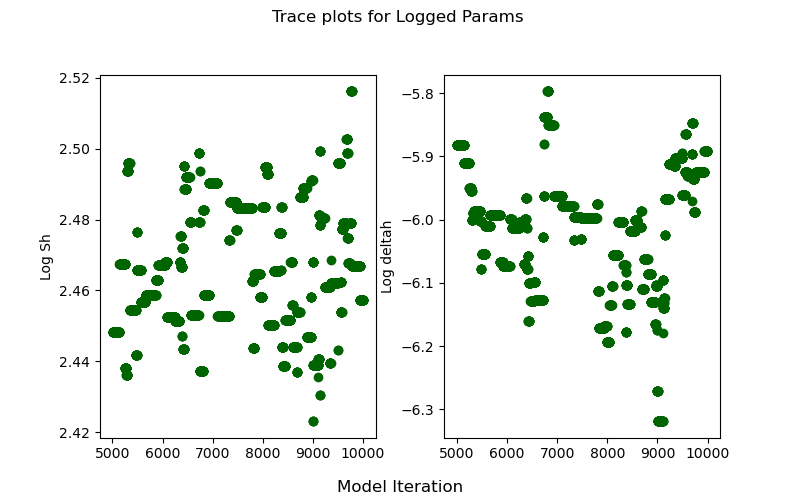 Trace plots for Logged Params
Log Sh
2.52
2.50
2.48
2.46
2.44
2.42
5000 6000 7000 8000 9000 10000
Log deltah
−5.8
−5.9
−6.0
−6.1
−6.2
−6.3
5000 6000 7000 8000 9000 10000
Model Iteration